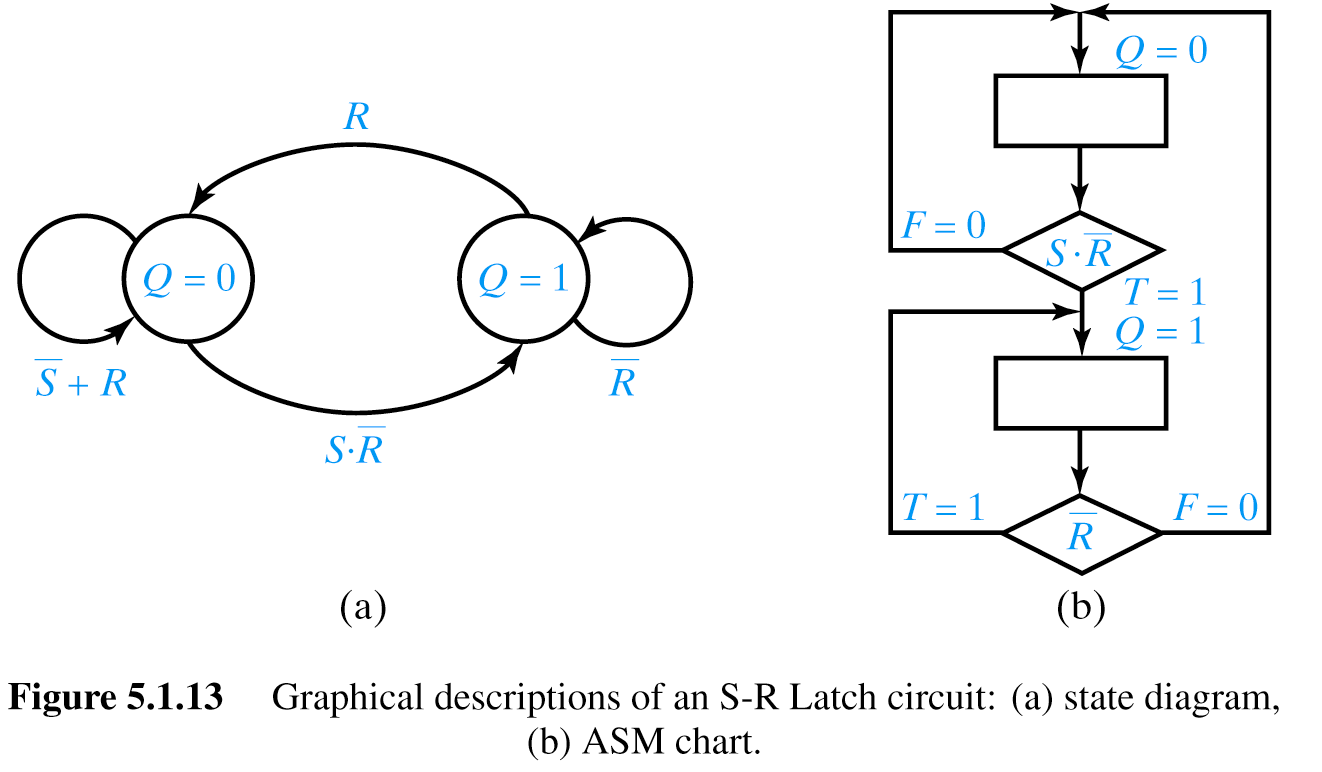 R
Q = 0
Q = 1
S̅ + R
R̅
S·R̅
(a)
Q = 0
F = 0
S·R̅
T = 1
Q = 1
T = 1
R̅
F = 0
(b)
Figure 5.1.13 Graphical descriptions of an S-R Latch circuit: (a) state diagram,
(b) ASM chart.